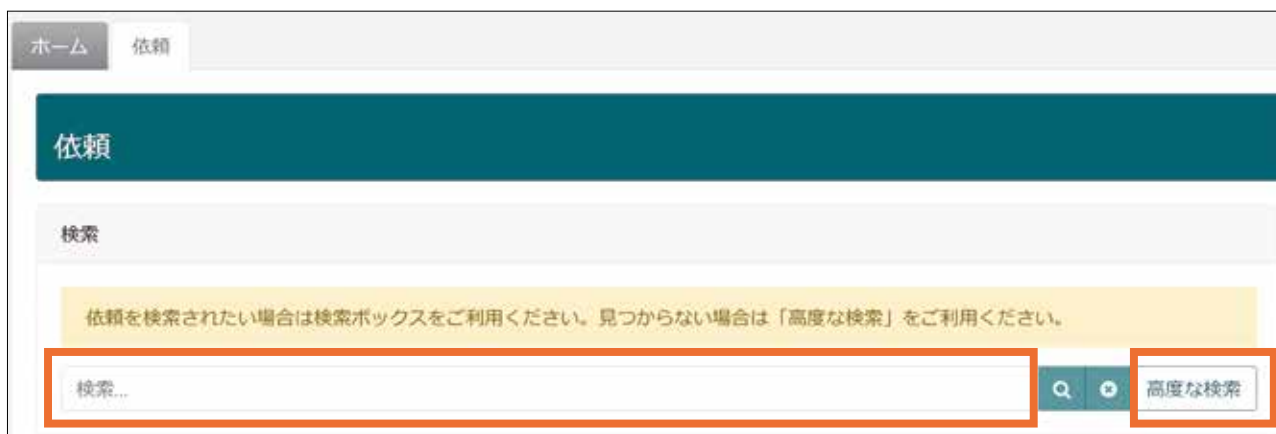 ホーム 依頼
依頼
検索
依頼を検索されたい場合は検索ボックスをご利用ください。見つからない場合は「高度な検索」をご利用ください。
検索... 高度な検索